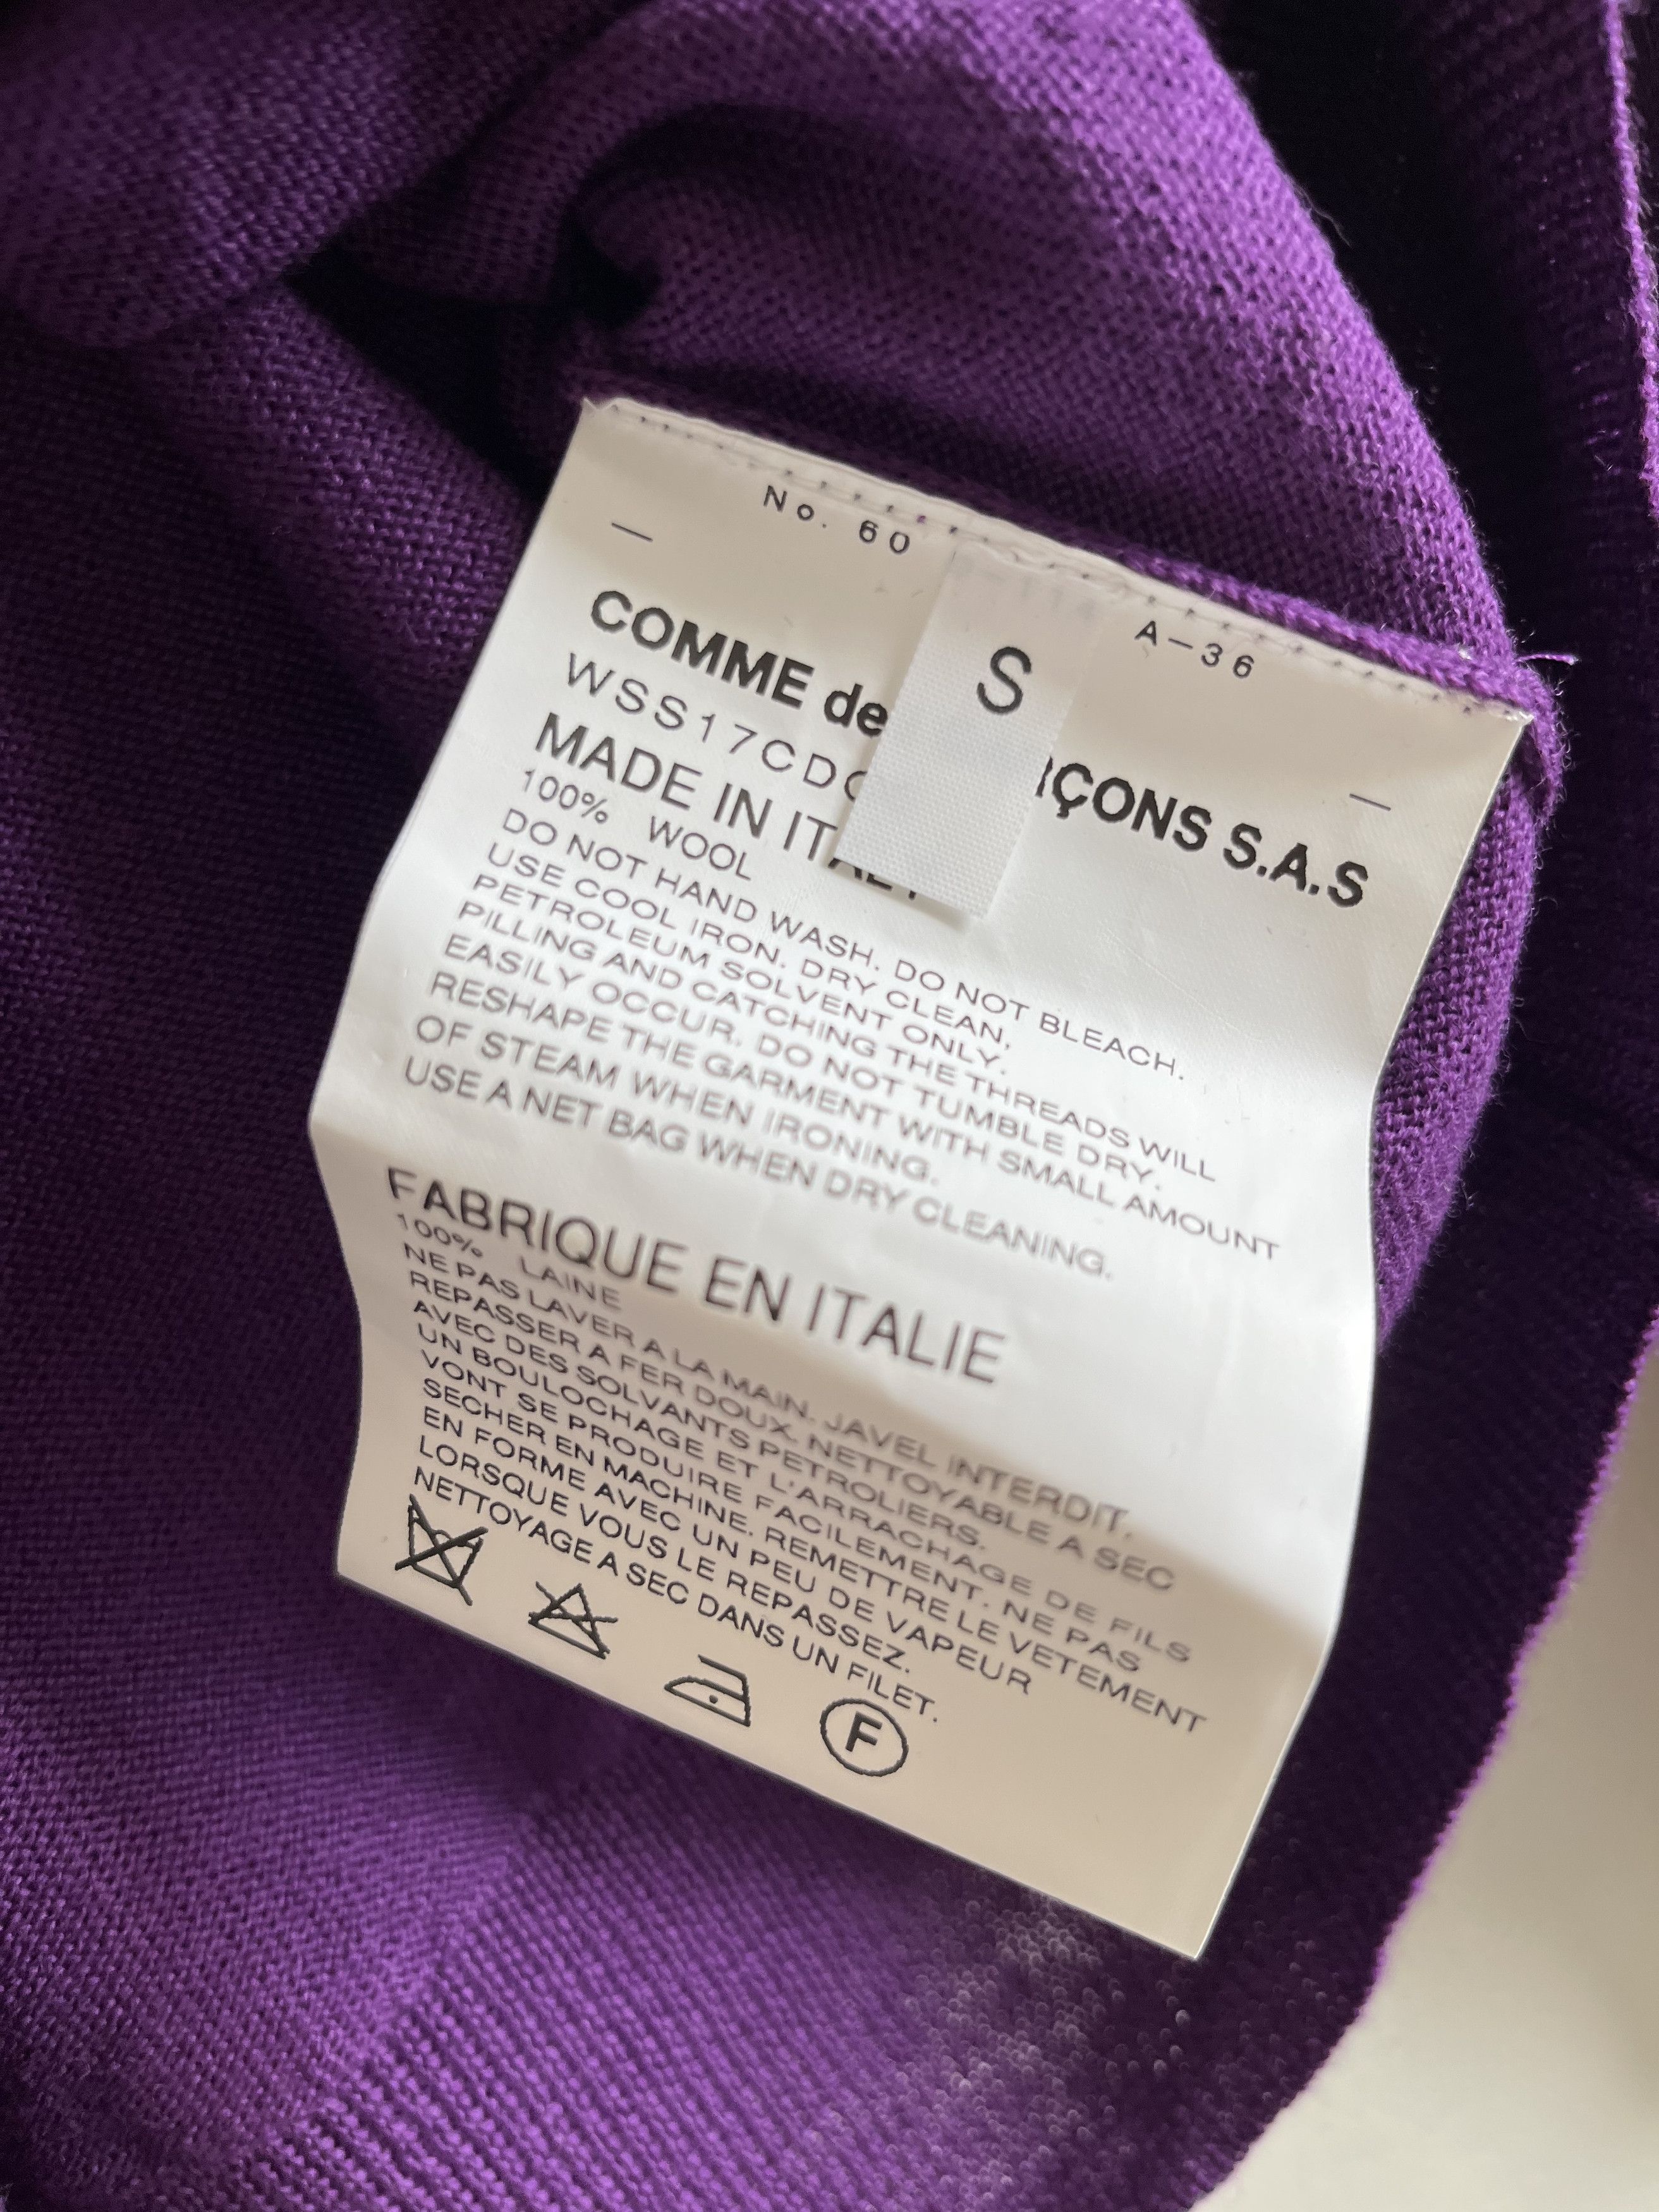 No. 60
S
A-36
COMME de RÇONS S.A.S
WSS17CD
MADE IN ITALY
100% WOOL
DO NOT HAND WASH. DO NOT BLEACH.
USE COOL IRON. DRY CLEAN,
PETROLEUM SOLVENT ONLY.
PILLING AND CATCHING THE THREADS WILL
EASILY OCCUR. DO NOT TUMBLE DRY.
RESHAPE THE GARMENT WITH SMALL AMOUNT
OF STEAM WHEN IRONING.
USE A NET BAG WHEN DRY CLEANING.
FABRIQUE EN ITALIE
100% LAINE
NE PAS LAVER A LA MAIN. JAVEL INTERDIT.
REPASSER A FER DOUX. NETTOYABLE A SEC
AVEC DES SOLVANTS PETROLIERS.
UN BOULOCHAGE ET L'ARRACHAGE DE FILS
VONT SE PRODUIRE FACILEMENT. NE PAS
SECHER EN MACHINE. REMETTRE LE VETEMENT
EN FORME AVEC UN PEU DE VAPEUR
LORSQUE VOUS LE REPASSEZ.
NETTOYAGE A SEC DANS UN FILET.
F